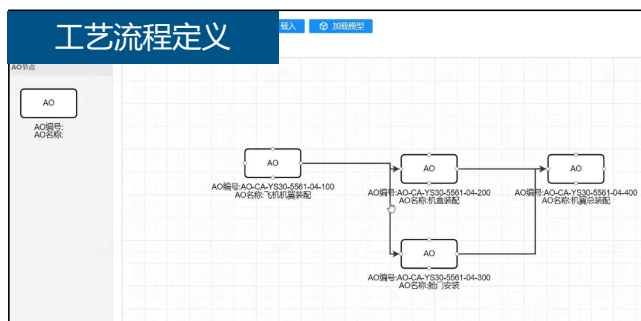 工艺流程定义
载入
加载模型
AO节点
AO
AO编号:
AO名称:
AO
AO编号:AO-CA-YS30-5561-04-100
AO名称:飞机机翼装配
AO
AO编号:AO-CA-YS30-5561-04-200
AO名称:机盒装配
AO
AO编号:AO-CA-YS30-5561-04-400
AO名称:机翼总装配
AO
AO编号:AO-CA-YS30-5561-04-300
AO名称:舱门安装